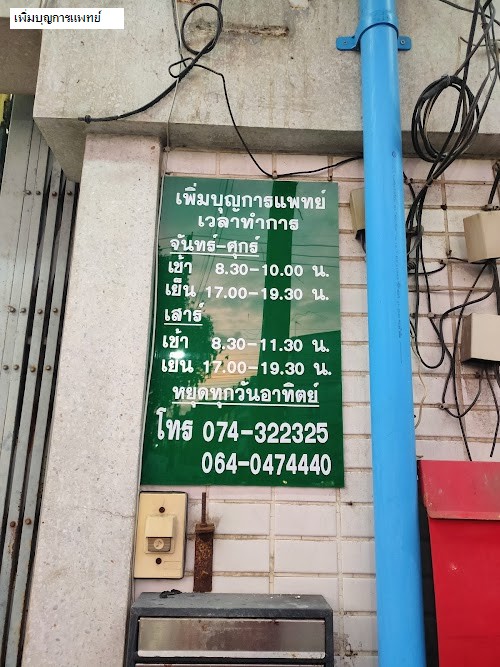 เพิ่มบุญการแพทย์
เพิ่มบุญการแพทย์
เวลาทำการ
จันทร์-ศุกร์
เช้า 8.30-10.00 น.
เย็น 17.00-19.30 น.
เสาร์
เช้า 8.30-11.30 น.
เย็น 17.00-19.30 น.
หยุดทุกวันอาทิตย์
โทร 074-322325
064-0474440